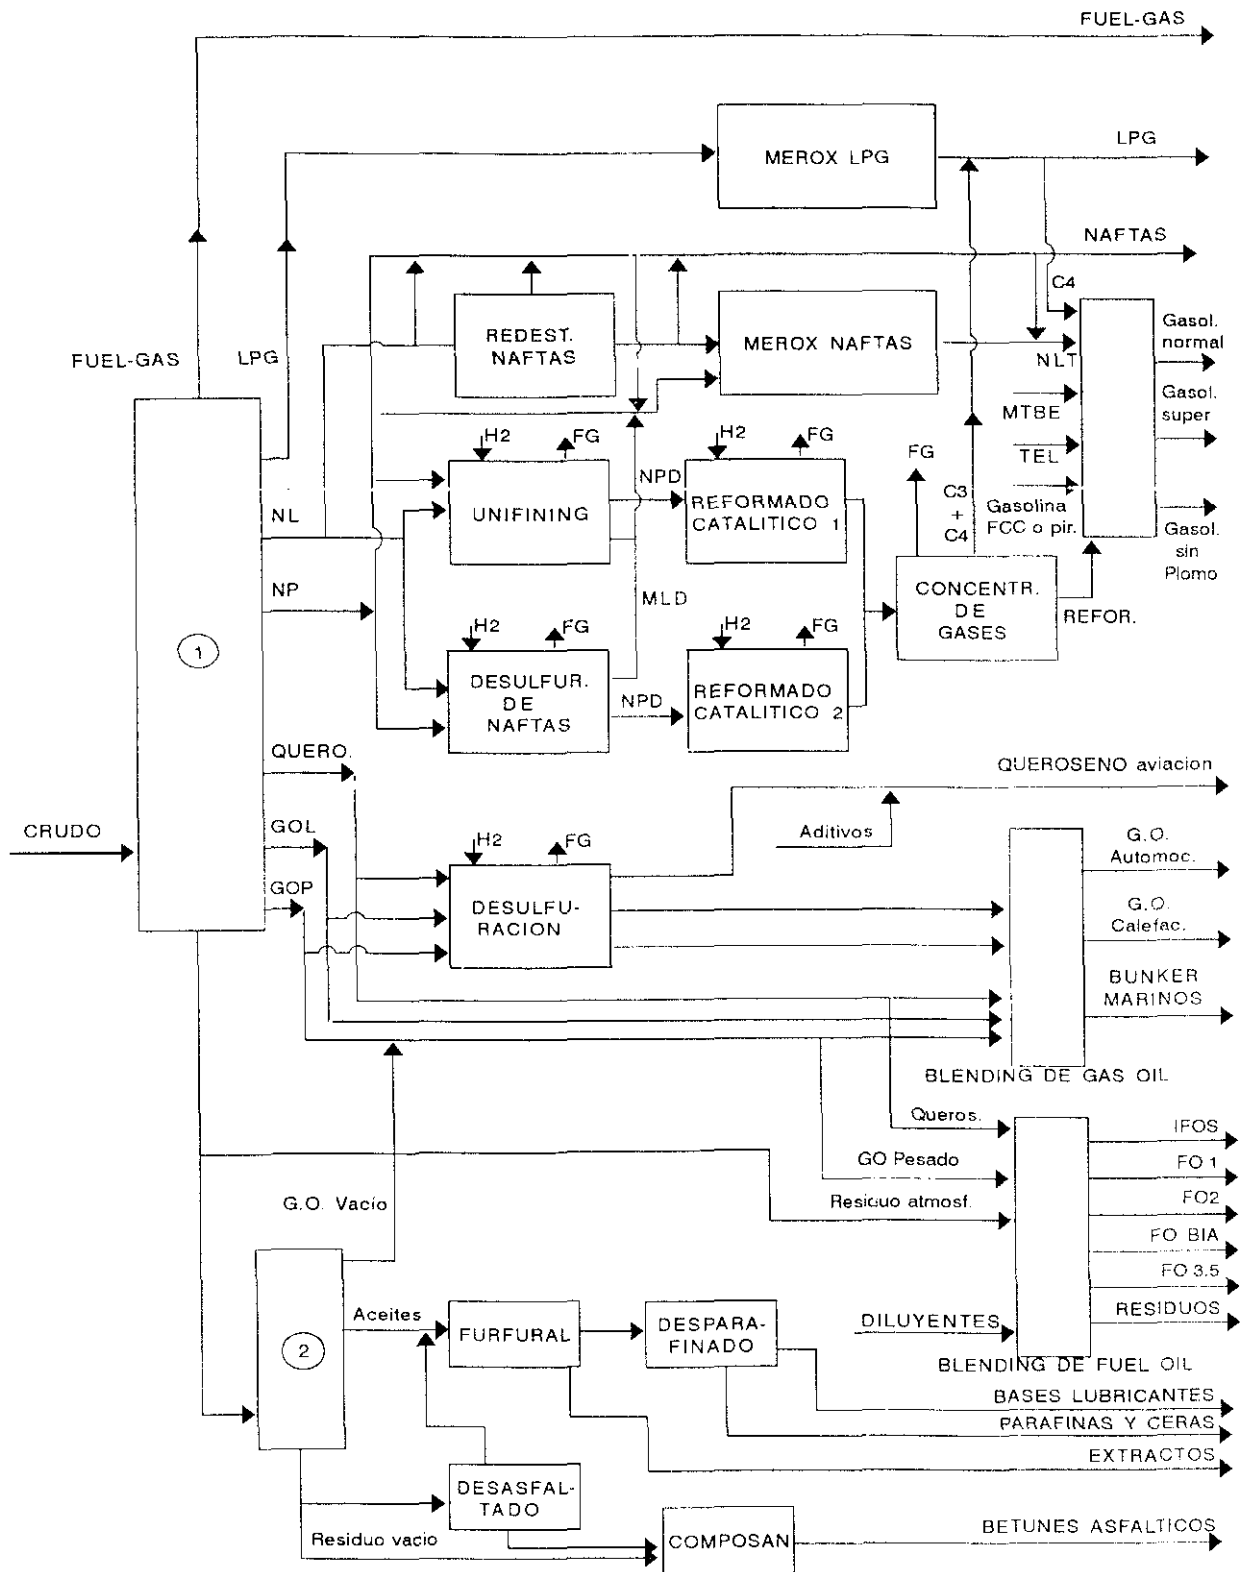 FUEL-GAS
MEROX LPG
LPG
NAFTAS
C4
REDEST.
NAFTAS
MEROX NAFTAS
Gasol.
normal
FUEL-GAS
LPG
NLT
MTBE
Gasol.
super
H2
FG
H2
FG
NPD
FG
TEL
C3
+
C4
Gasolina
FCC o pir.
NL
UNIFINING
REFORMADO
CATALITICO 1
Gasol.
sin
Plomo
NP
MLD
CONCENTR.
DE
GASES
REFOR.
1
H2
FG
H2
FG
DESULFUR.
DE
NAFTAS
NPD
REFORMADO
CATALITICO 2
QUERO.
QUEROSENO aviacion
CRUDO
GOL
H2
FG
Aditivos
G.O.
Automoc.
GOP
DESULFU-
RACION
G.O.
Calefac.
BUNKER
MARINOS
BLENDING DE GAS OIL
Queros.
IFOS
GO Pesado
FO 1
G.O. Vacío
Residuo atmosf.
FO2
FO BIA
FO 3.5
Aceites
FURFURAL
DESPARA-
FINADO
DILUYENTES
RESIDUOS
2
BLENDING DE FUEL OIL
BASES LUBRICANTES
PARAFINAS Y CERAS
EXTRACTOS
DESASFAL-
TADO
Residuo vacio
COMPOSAN
BETUNES ASFALTICOS